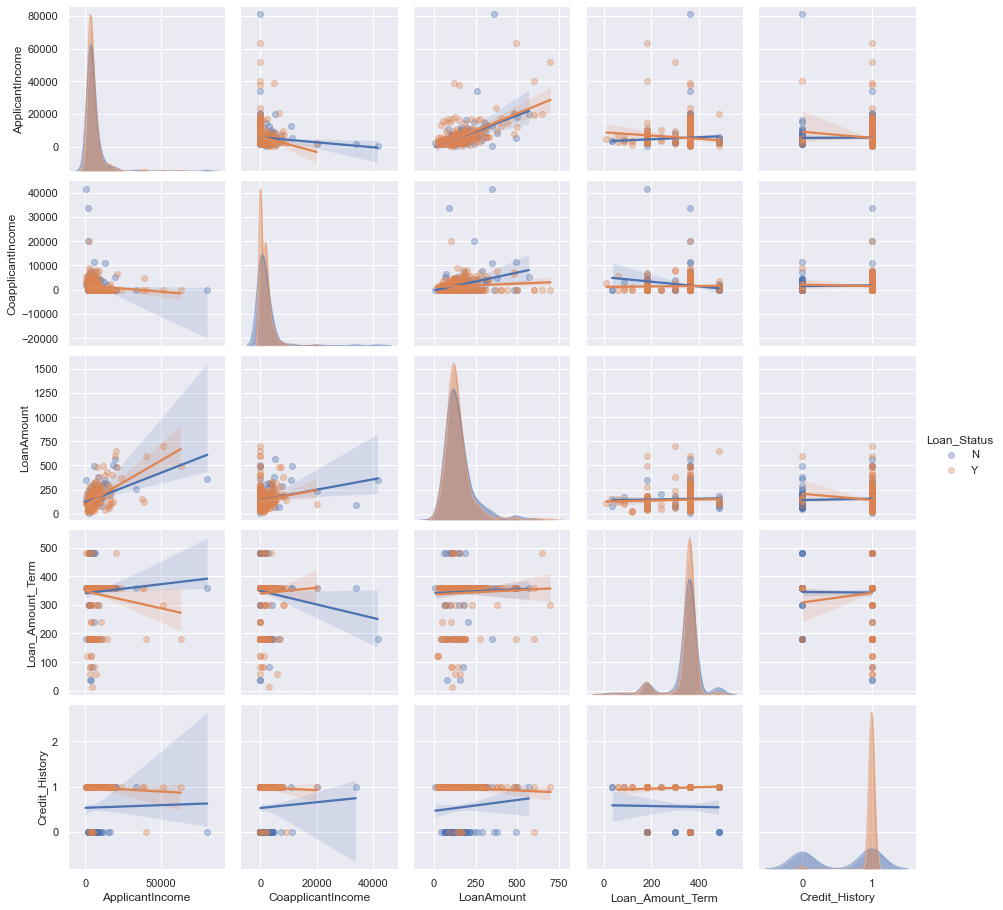 80000
60000
40000
20000
0
ApplicantIncome
40000
30000
20000
10000
0
−10000
−20000
CoapplicantIncome
1500
1250
1000
750
500
250
0
LoanAmount
Loan_Status
N
Y
500
400
300
200
100
0
Loan_Amount_Term
2
1
0
Credit_History
0 50000
0 20000 40000
0 250 500 750
0 200 400
0 1
ApplicantIncome
CoapplicantIncome
LoanAmount
Loan_Amount_Term
Credit_History